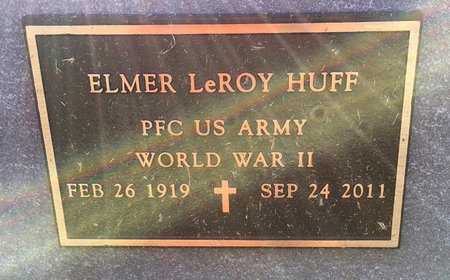 ELMER LeROY HUFF
PFC US ARMY
WORLD WAR II
FEB 26 1919 ✝ SEP 24 2011